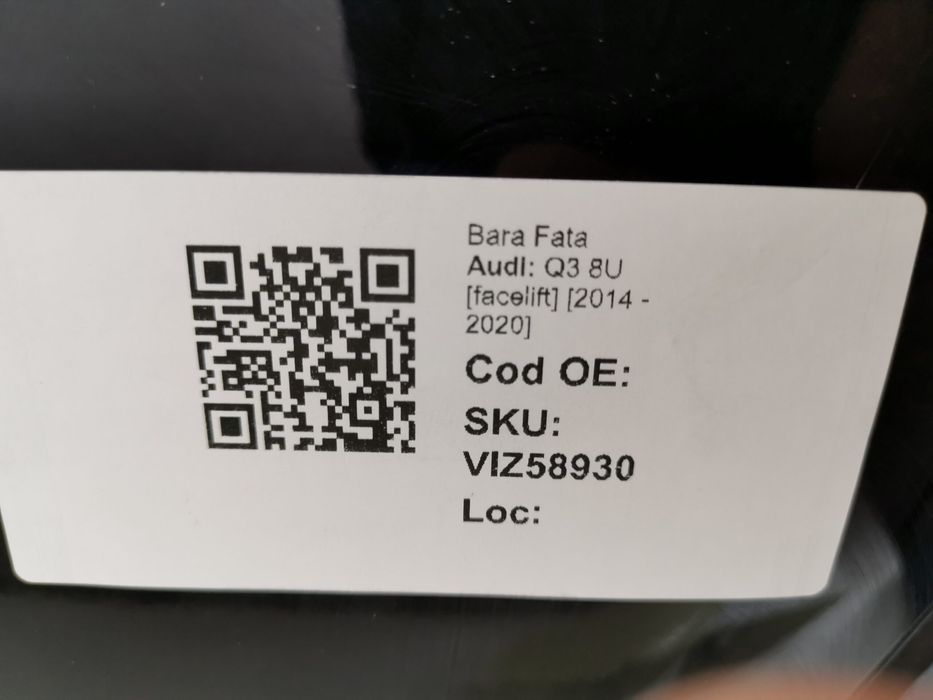 Bara Fata
Audi: Q3 8U
[facelift] [2014 -
2020]
Cod OE:
SKU:
VIZ58930
Loc: